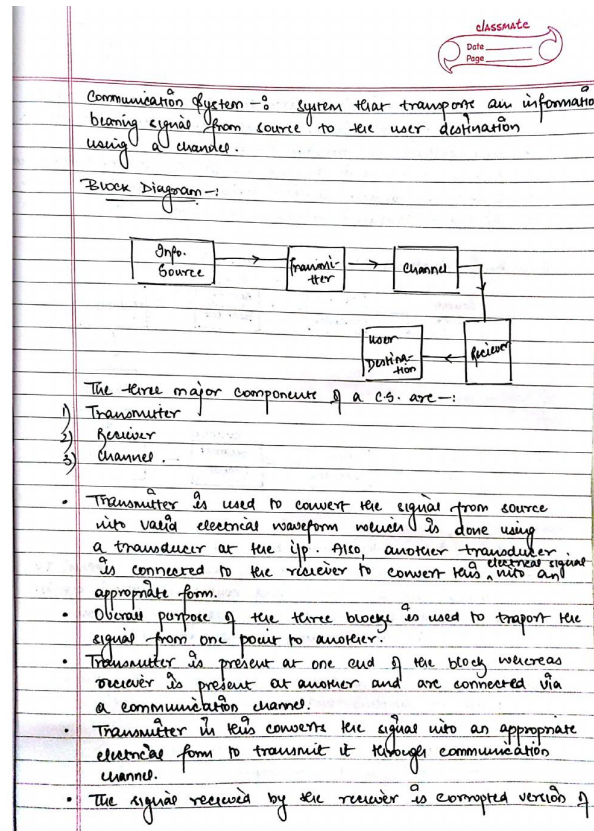 classmate
Date
Page
Communication System -: system that transports an informatio
bearing signal from source to the user destination
using a channel.
Block Diagram -:
Info.
Source
Transmi-
tter
Channel
User
Destina-
tion
Reciever
The three major components of a C.S. are -:
1) Transmitter
2) Reciever
3) Channel.
• Transmitter is used to convert the signal from source
into valid electrical waveform which is done using
a transducer at the i/p. Also, another transducer
is connected to the reciever to convert this electrical signal into an
appropriate form.
• Overall purpose of the three blocks is used to traport the
signal from one point to another.
• Transmitter is present at one end of the block whereas
reciever is present at another and are connected via
a communication channel.
• Transmitter in this converts the signal into an appropriate
electrical form to transmit it through communication
channel.
• The signal recieved by the reciever is corrupted version of